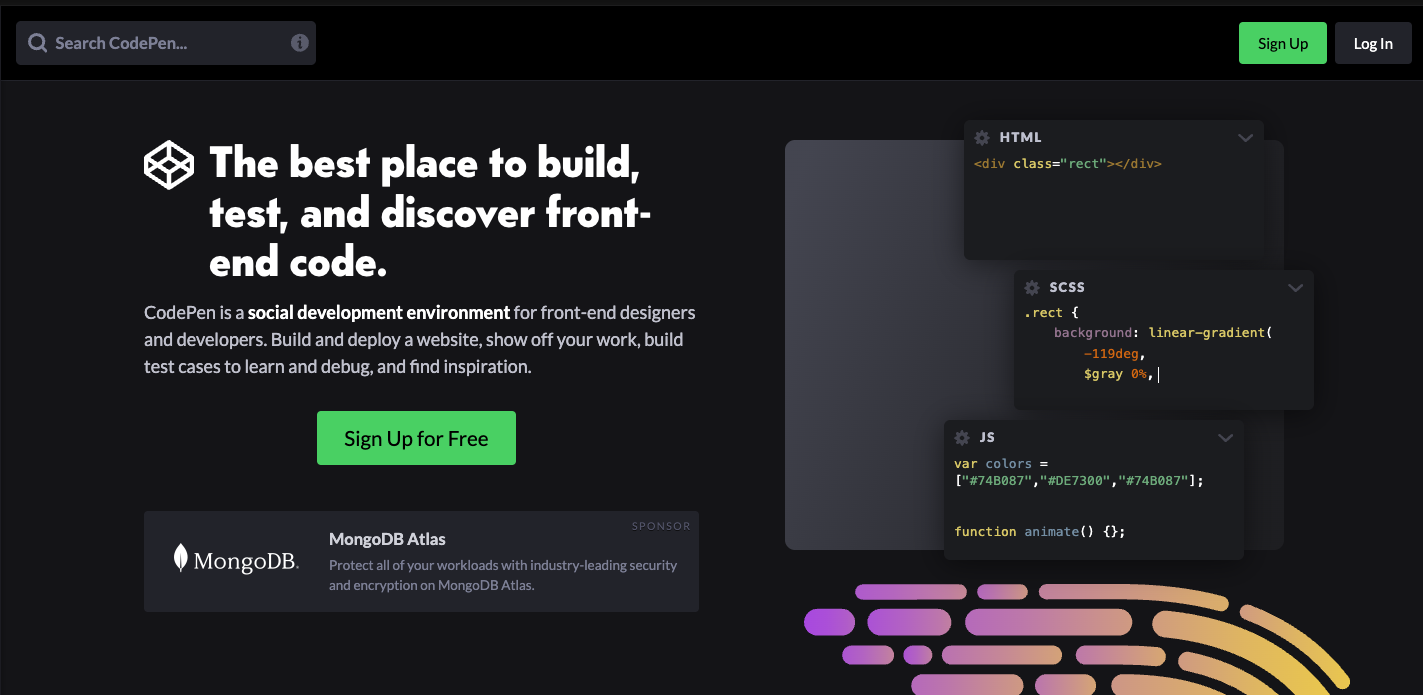 Search CodePen...
Sign Up
Log In
The best place to build,
test, and discover front-
end code.
CodePen is a social development environment for front-end designers
and developers. Build and deploy a website, show off your work, build
test cases to learn and debug, and find inspiration.
Sign Up for Free
SPONSOR
MongoDB.
MongoDB Atlas
Protect all of your workloads with industry-leading security
and encryption on MongoDB Atlas.
HTML
<div class="rect"></div>
SCSS
.rect {
background: linear-gradient(
-119deg,
$gray 0%,
JS
var colors =
["#74B087","#DE7300","#74B087"];
function animate() {};